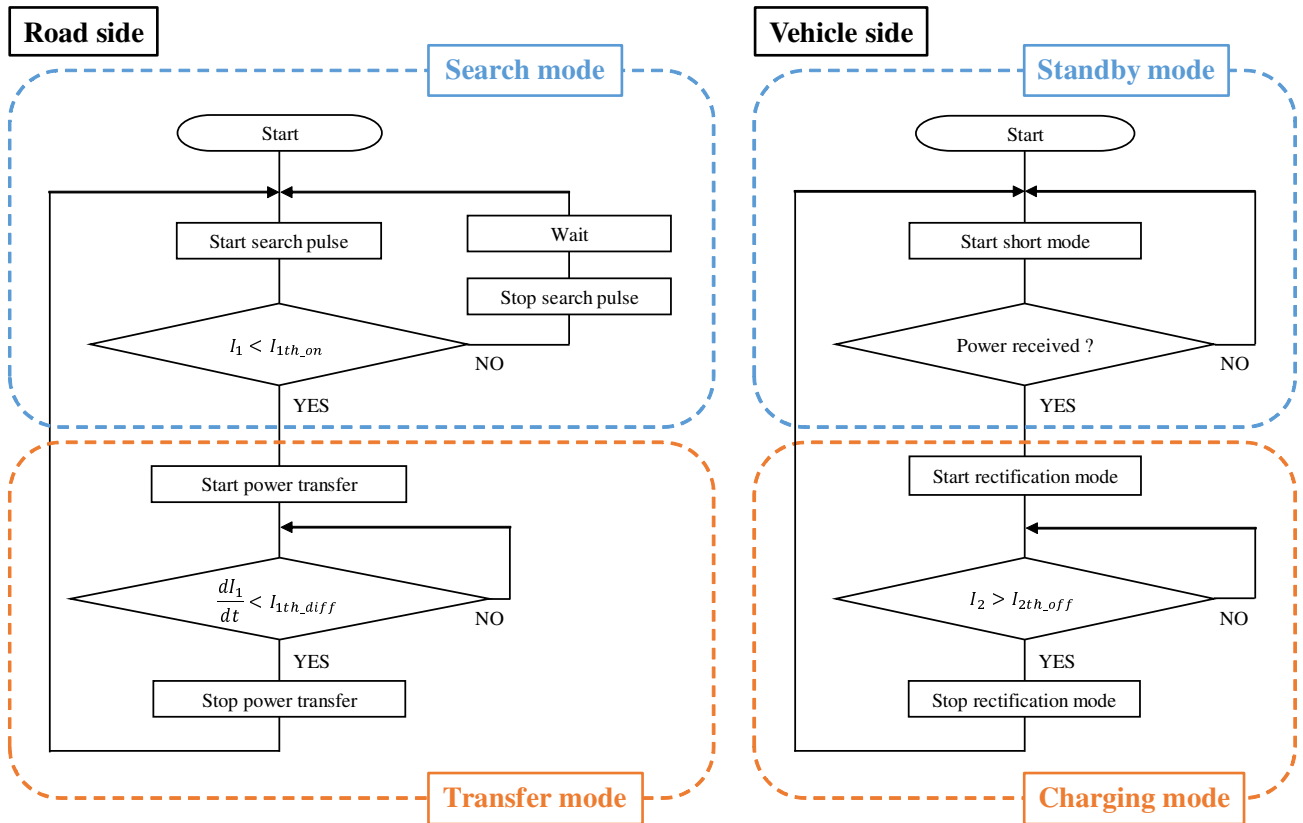 Road side
Search mode
Start
Start search pulse
Wait
Stop search pulse
I₁ < I₁th_on
NO
YES
Start power transfer
dI₁/dt < I₁th_diff
NO
YES
Stop power transfer
Transfer mode
Vehicle side
Standby mode
Start
Start short mode
Power received ?
NO
YES
Start rectification mode
I₂ > I₂th_off
NO
YES
Stop rectification mode
Charging mode